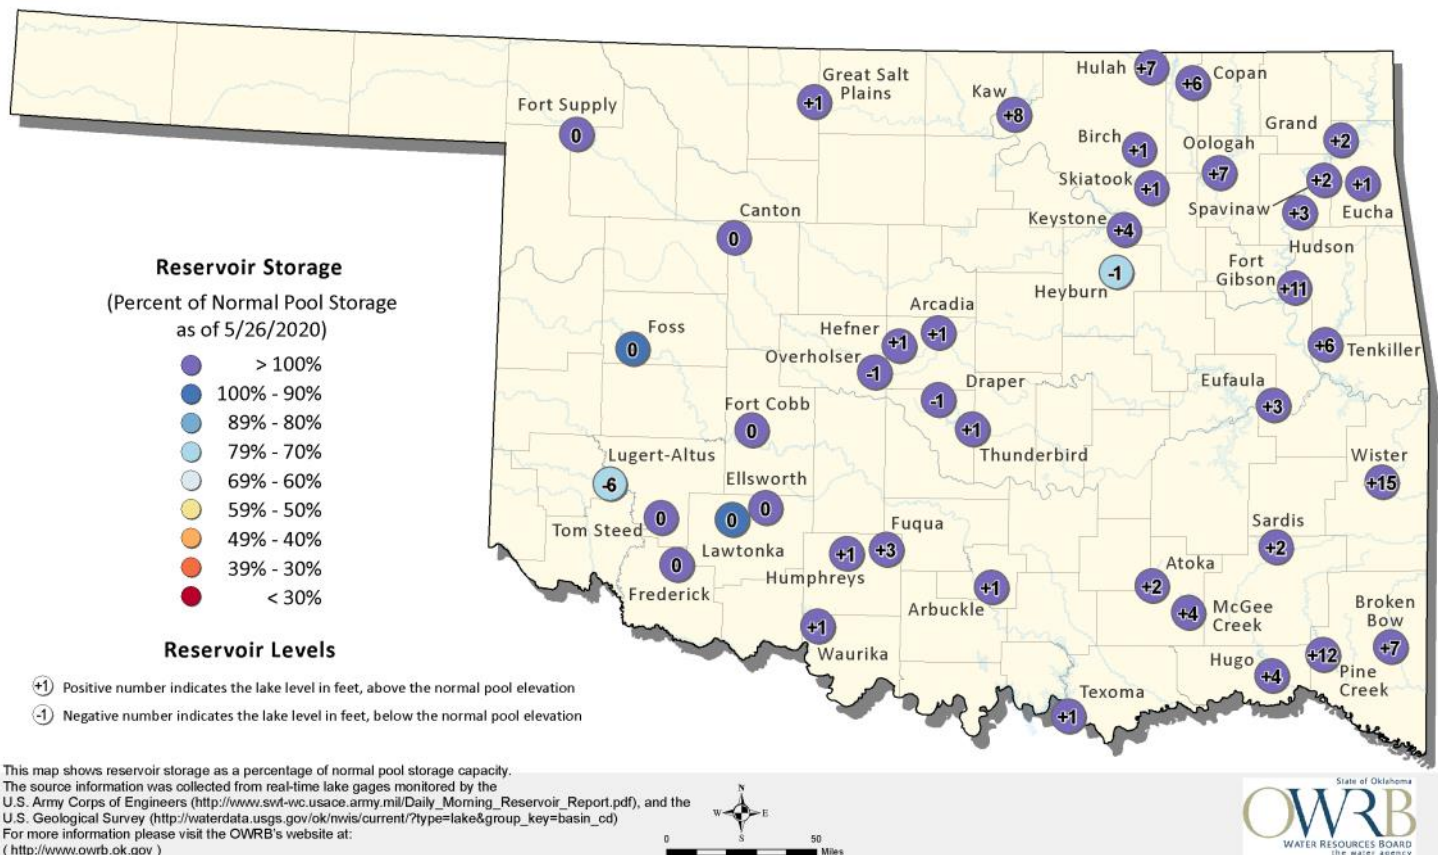 Hulah +7
+6 Copan
Great Salt
Plains
+1
Kaw
+8
Fort Supply
0
Grand
+2
Birch
+1
Oologah
+7
Skiatook
+1
+2
+1
Spavinaw
Eucha
+3
Hudson
Canton
0
Keystone
+4
Fort
Gibson
+11
-1
Heyburn
Reservoir Storage
(Percent of Normal Pool Storage
as of 5/26/2020)
> 100%
100% - 90%
89% - 80%
79% - 70%
69% - 60%
59% - 50%
49% - 40%
39% - 30%
< 30%
Foss
0
Arcadia
+1
Hefner
+1
Overholser
-1
+6 Tenkiller
Draper
-1
Eufaula
+3
Fort Cobb
0
+1
Thunderbird
Lugert-Altus
-6
Wister
+15
Ellsworth
0
0
Lawtonka
0
Tom Steed
Fuqua
+3
+1
Humphreys
Sardis
+2
0
Frederick
Atoka
+2
+1
Arbuckle
+4
McGee
Creek
Broken
Bow
+7
+1
Waurika
Hugo
+4
+12
Pine
Creek
Texoma
+1
Reservoir Levels
+1 Positive number indicates the lake level in feet, above the normal pool elevation
-1 Negative number indicates the lake level in feet, below the normal pool elevation
This map shows reservoir storage as a percentage of normal pool storage capacity.
The source information was collected from real-time lake gages monitored by the
U.S. Army Corps of Engineers (http://www.swt-wc.usace.army.mil/Daily_Morning_Reservoir_Report.pdf), and the
U.S. Geological Survey (http://waterdata.usgs.gov/ok/nwis/current/?type=lake&group_key=basin_cd)
For more information please visit the OWRB's website at:
( http://www.owrb.ok.gov )
N
W E
S
0 50
Miles
State of Oklahoma
OWRB
WATER RESOURCES BOARD
the water agency